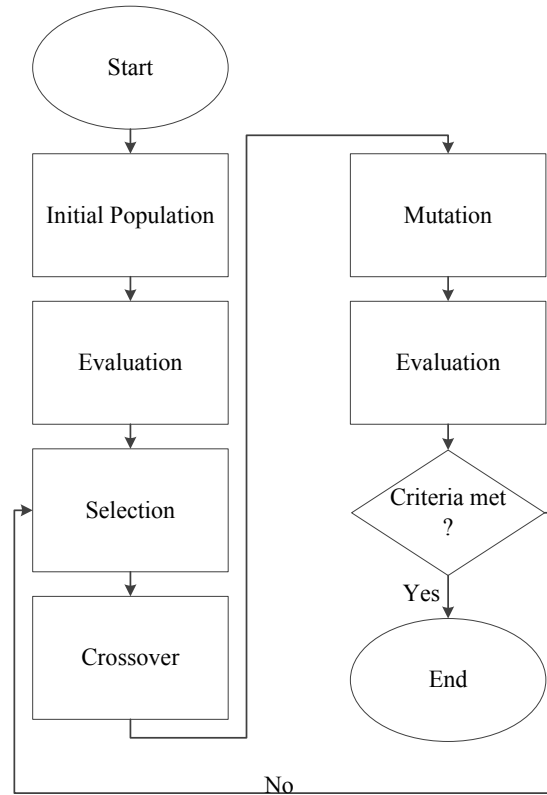 Start
Initial Population
Evaluation
Selection
Crossover
Mutation
Evaluation
Criteria met
?
Yes
End
No